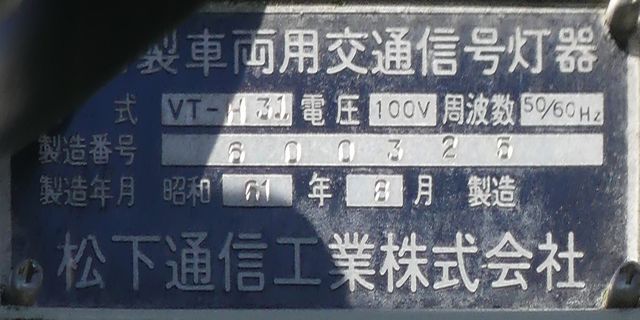 製車両用交通信号灯器
式 VT-H31 電圧 100V 周波数 50/60Hz
製造番号 600326
製造年月 昭和 61 年 8 月 製造
松下通信工業株式会社